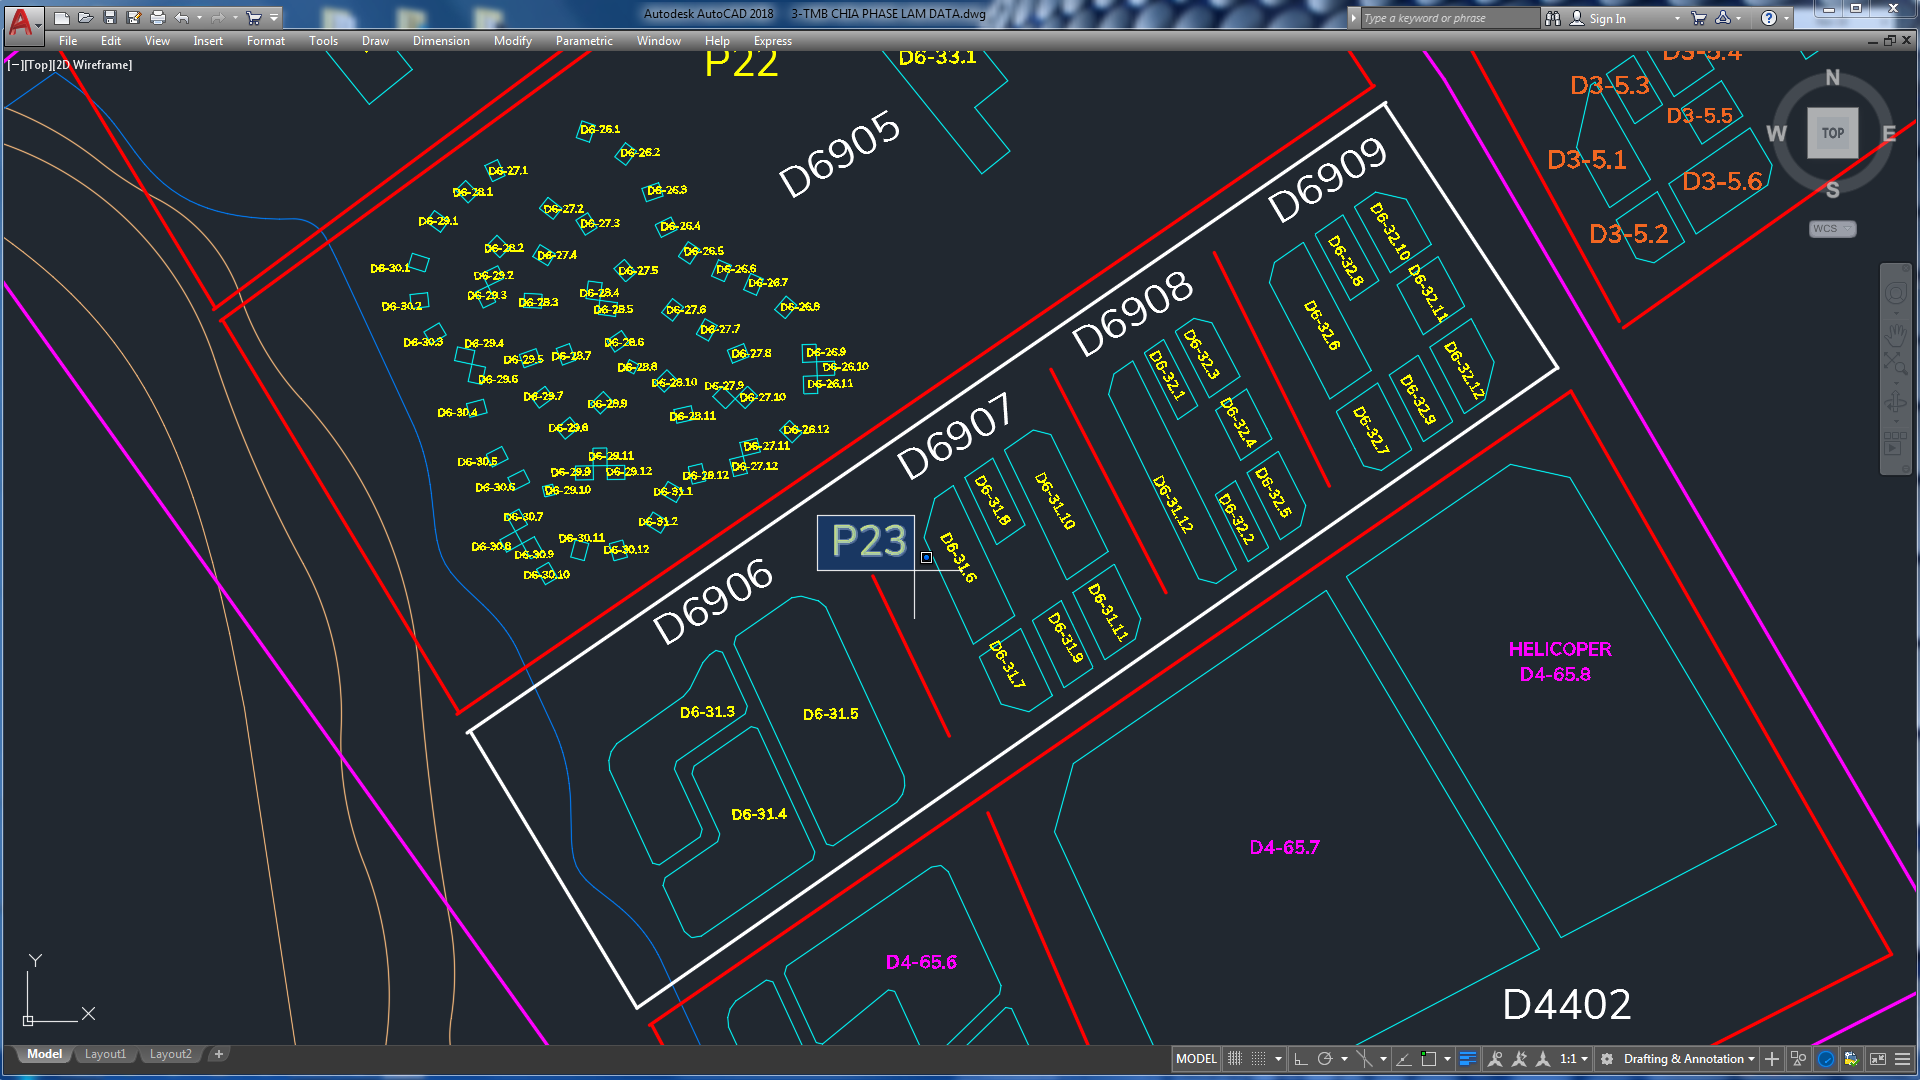 Autodesk AutoCAD 2018 3-TMB CHIA PHASE LAM DATA.dwg
Type a keyword or phrase
Sign In
File Edit View Insert Format Tools Draw Dimension Modify Parametric Window Help Express
[−][Top][2D Wireframe]
P22
D6-33.1
D3-5.4
D3-5.3
D3-5.5
D3-5.1
D3-5.6
D3-5.2
N
W
TOP
E
S
WCS
D6905
D6909
D6908
D6907
D6906
P23
D6-26.1
D6-26.2
D6-27.1
D6-28.1
D6-26.3
D6-27.2
D6-29.1
D6-27.3
D6-26.4
D6-28.2
D6-27.4
D6-26.5
D6-30.1
D6-29.2
D6-27.5
D6-26.6
D6-26.7
D6-29.3
D6-28.3
D6-28.4
D6-28.5
D6-30.2
D6-27.6
D6-26.8
D6-27.7
D6-30.3
D6-29.4
D6-28.6
D6-29.5
D6-28.7
D6-27.8
D6-26.9
D6-26.10
D6-26.11
D6-29.6
D6-28.8
D6-28.10
D6-27.9
D6-27.10
D6-29.7
D6-29.9
D6-30.4
D6-28.11
D6-29.8
D6-26.12
D6-27.11
D6-27.12
D6-30.5
D6-29.11
D6-29.9
D6-29.12
D6-28.12
D6-30.6
D6-29.10
D6-31.1
D6-30.7
D6-31.2
D6-30.8
D6-30.9
D6-30.11
D6-30.12
D6-30.10
D6-32.10
D6-32.8
D6-32.11
D6-32.6
D6-32.12
D6-32.9
D6-32.7
D6-32.3
D6-32.1
D6-32.4
D6-32.5
D6-31.12
D6-32.2
D6-31.8
D6-31.10
D6-31.6
D6-31.11
D6-31.9
D6-31.7
D6-31.3
D6-31.5
D6-31.4
HELICOPER
D4-65.8
D4-65.7
D4-65.6
D4402
Y
X
Model Layout1 Layout2 +
MODEL 1:1 Drafting & Annotation